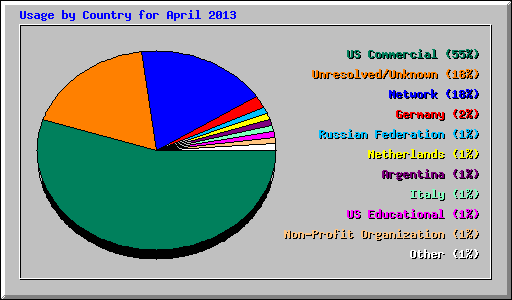 Usage by Country for April 2013
US Commercial (55%)
Unresolved/Unknown (18%)
Network (18%)
Germany (2%)
Russian Federation (1%)
Netherlands (1%)
Argentina (1%)
Italy (1%)
US Educational (1%)
Non-Profit Organization (1%)
Other (1%)